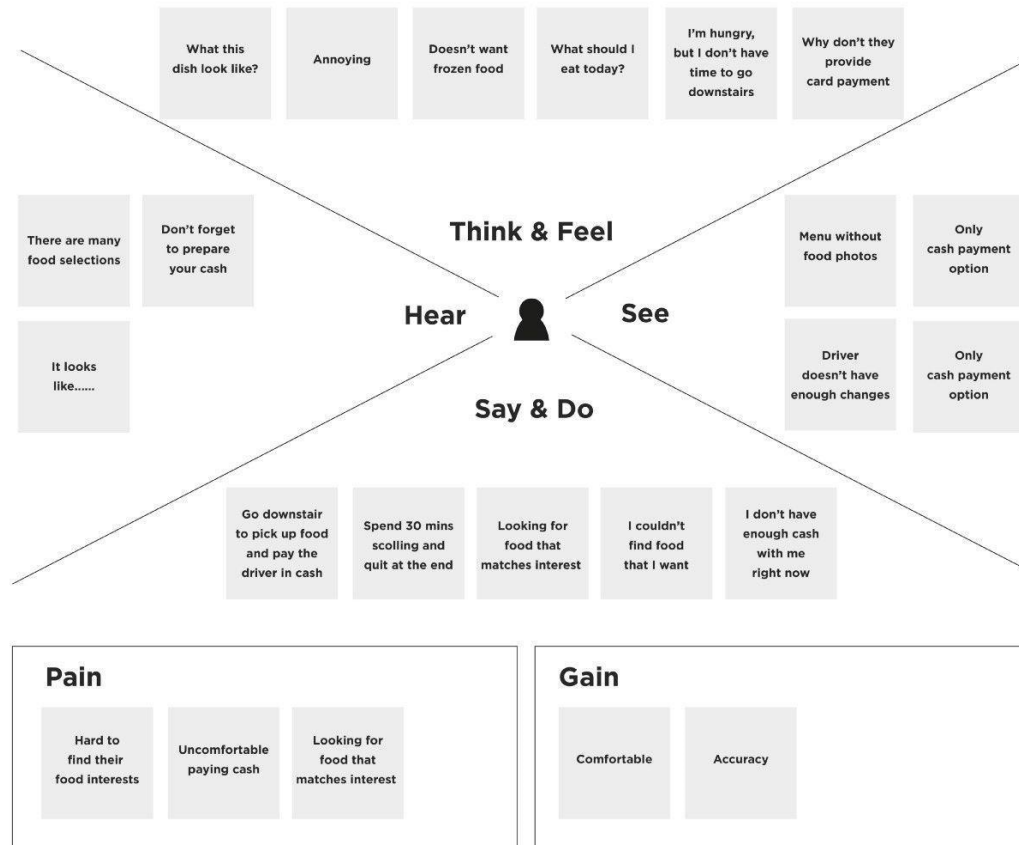 What this
dish look like?
Annoying
Doesn't want
frozen food
What should I
eat today?
I'm hungry,
but I don't have
time to go
downstairs
Why don't they
provide
card payment
Think & Feel
There are many
food selections
Don't forget
to prepare
your cash
It looks
like......
Hear
See
Menu without
food photos
Only
cash payment
option
Driver
doesn't have
enough changes
Only
cash payment
option
Say & Do
Go downstair
to pick up food
and pay the
driver in cash
Spend 30 mins
scolling and
quit at the end
Looking for
food that
matches interest
I couldn't
find food
that I want
I don't have
enough cash
with me
right now
Pain
Hard to
find their
food interests
Uncomfortable
paying cash
Looking for
food that
matches interest
Gain
Comfortable
Accuracy